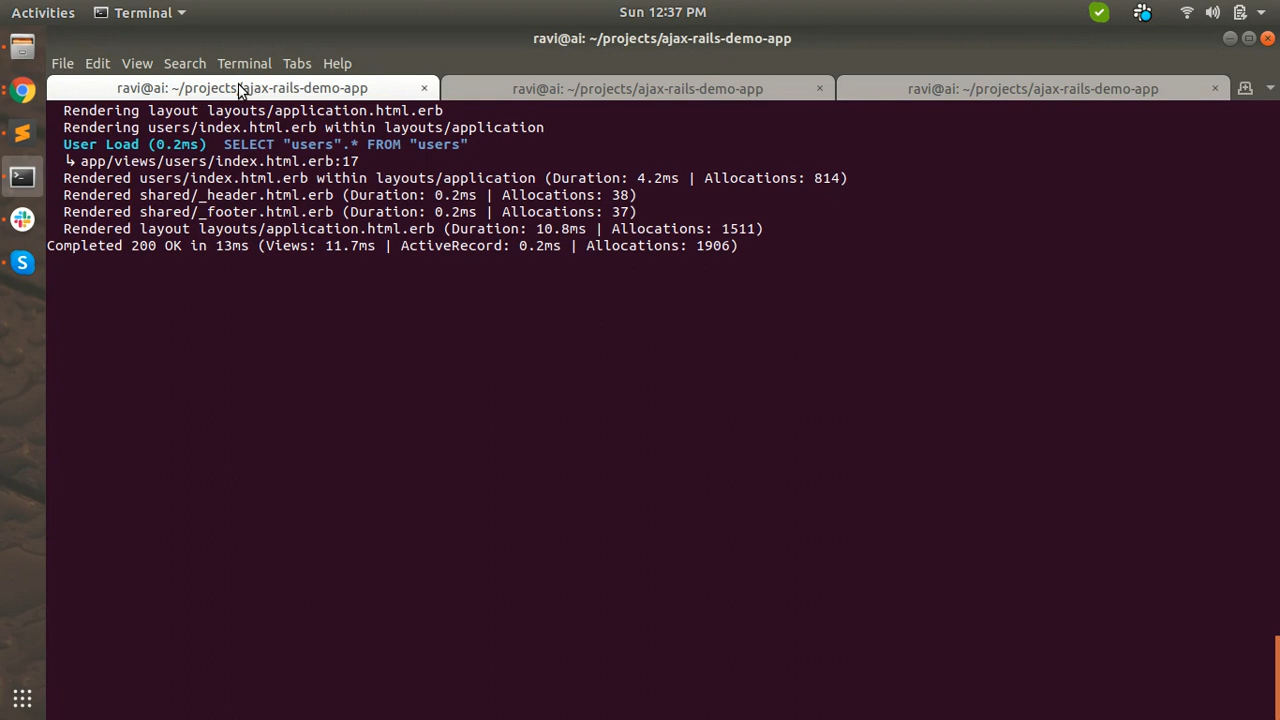 Activities Terminal Sun 12:37 PM
ravi@ai: ~/projects/ajax-rails-demo-app
File Edit View Search Terminal Tabs Help
ravi@ai: ~/projects/ajax-rails-demo-app × ravi@ai: ~/projects/ajax-rails-demo-app × ravi@ai: ~/projects/ajax-rails-demo-app ×
Rendering layout layouts/application.html.erb
Rendering users/index.html.erb within layouts/application
User Load (0.2ms) SELECT "users".* FROM "users"
↳ app/views/users/index.html.erb:17
Rendered users/index.html.erb within layouts/application (Duration: 4.2ms | Allocations: 814)
Rendered shared/_header.html.erb (Duration: 0.2ms | Allocations: 38)
Rendered shared/_footer.html.erb (Duration: 0.2ms | Allocations: 37)
Rendered layout layouts/application.html.erb (Duration: 10.8ms | Allocations: 1511)
Completed 200 OK in 13ms (Views: 11.7ms | ActiveRecord: 0.2ms | Allocations: 1906)